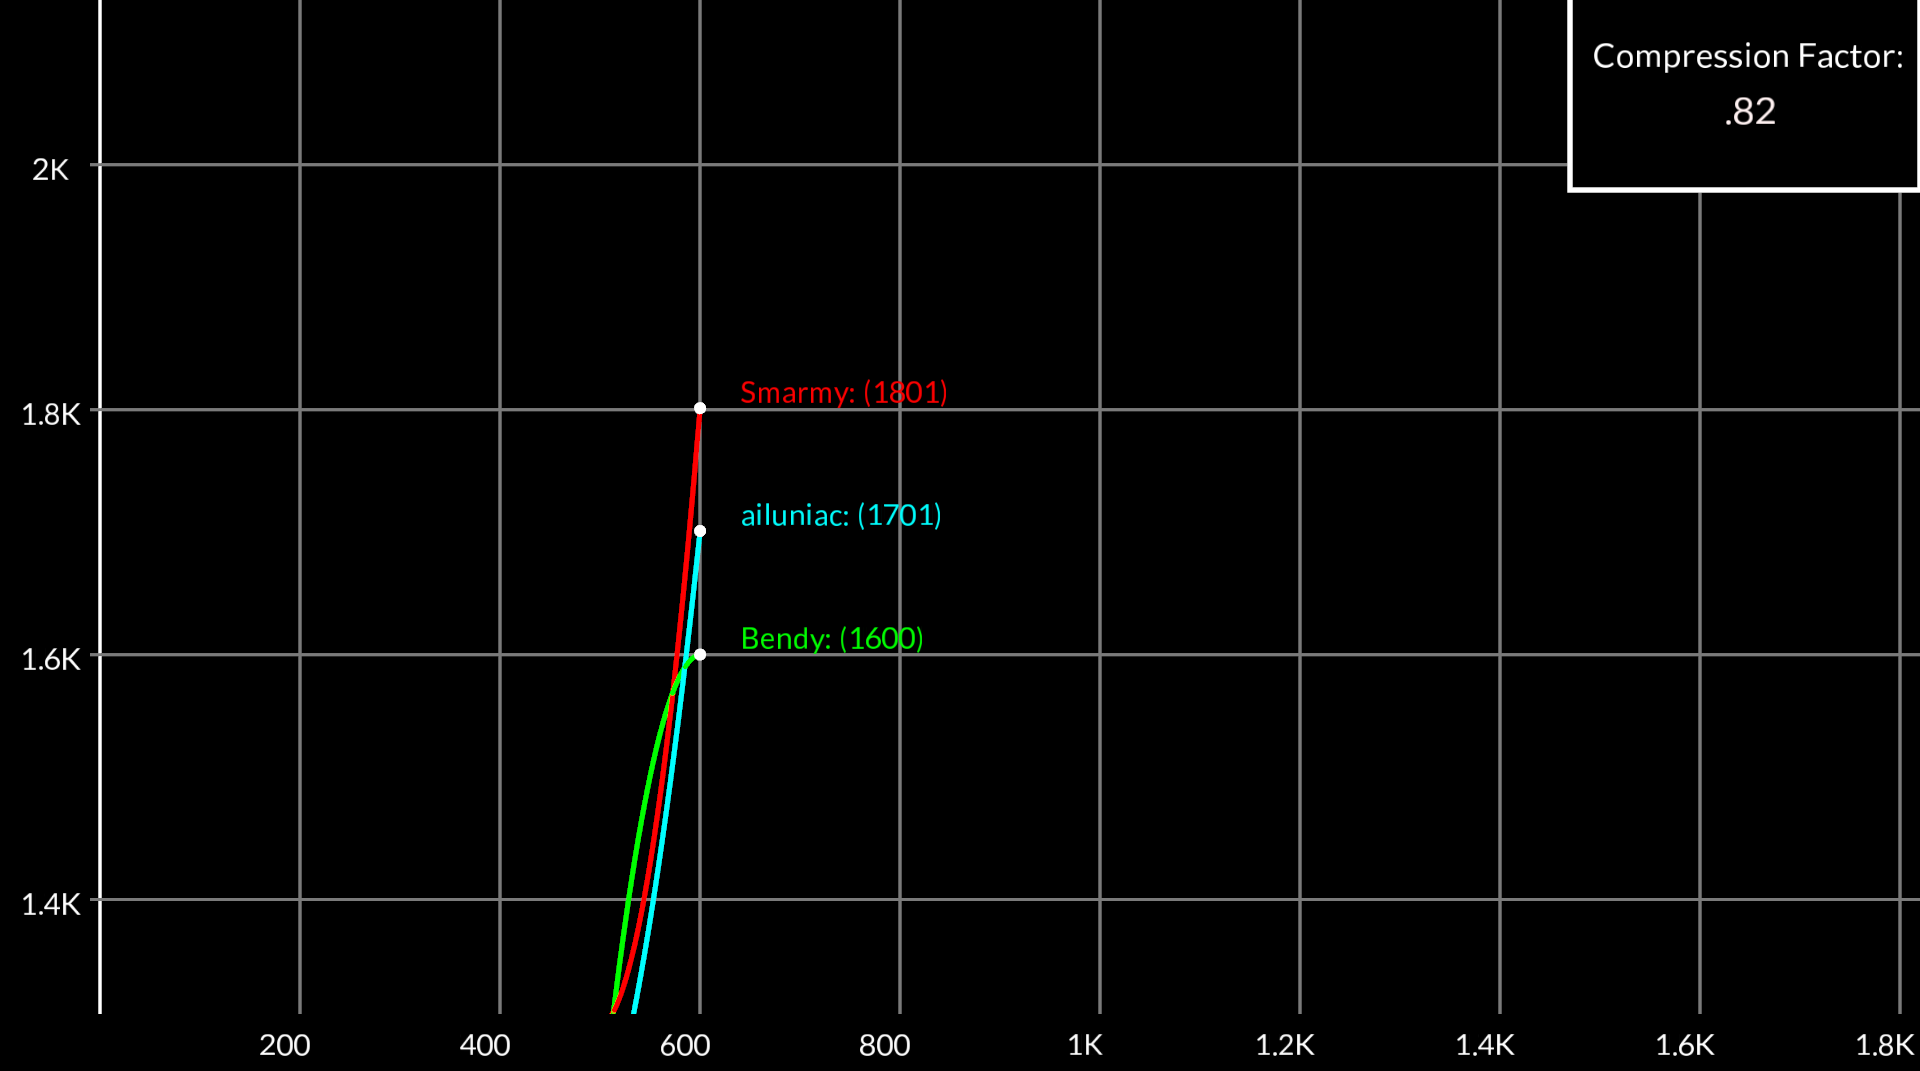 Compression Factor:
.82
2K
1.8K
1.6K
1.4K
Smarmy: (1801)
ailuniac: (1701)
Bendy: (1600)
200 400 600 800 1K 1.2K 1.4K 1.6K 1.8K